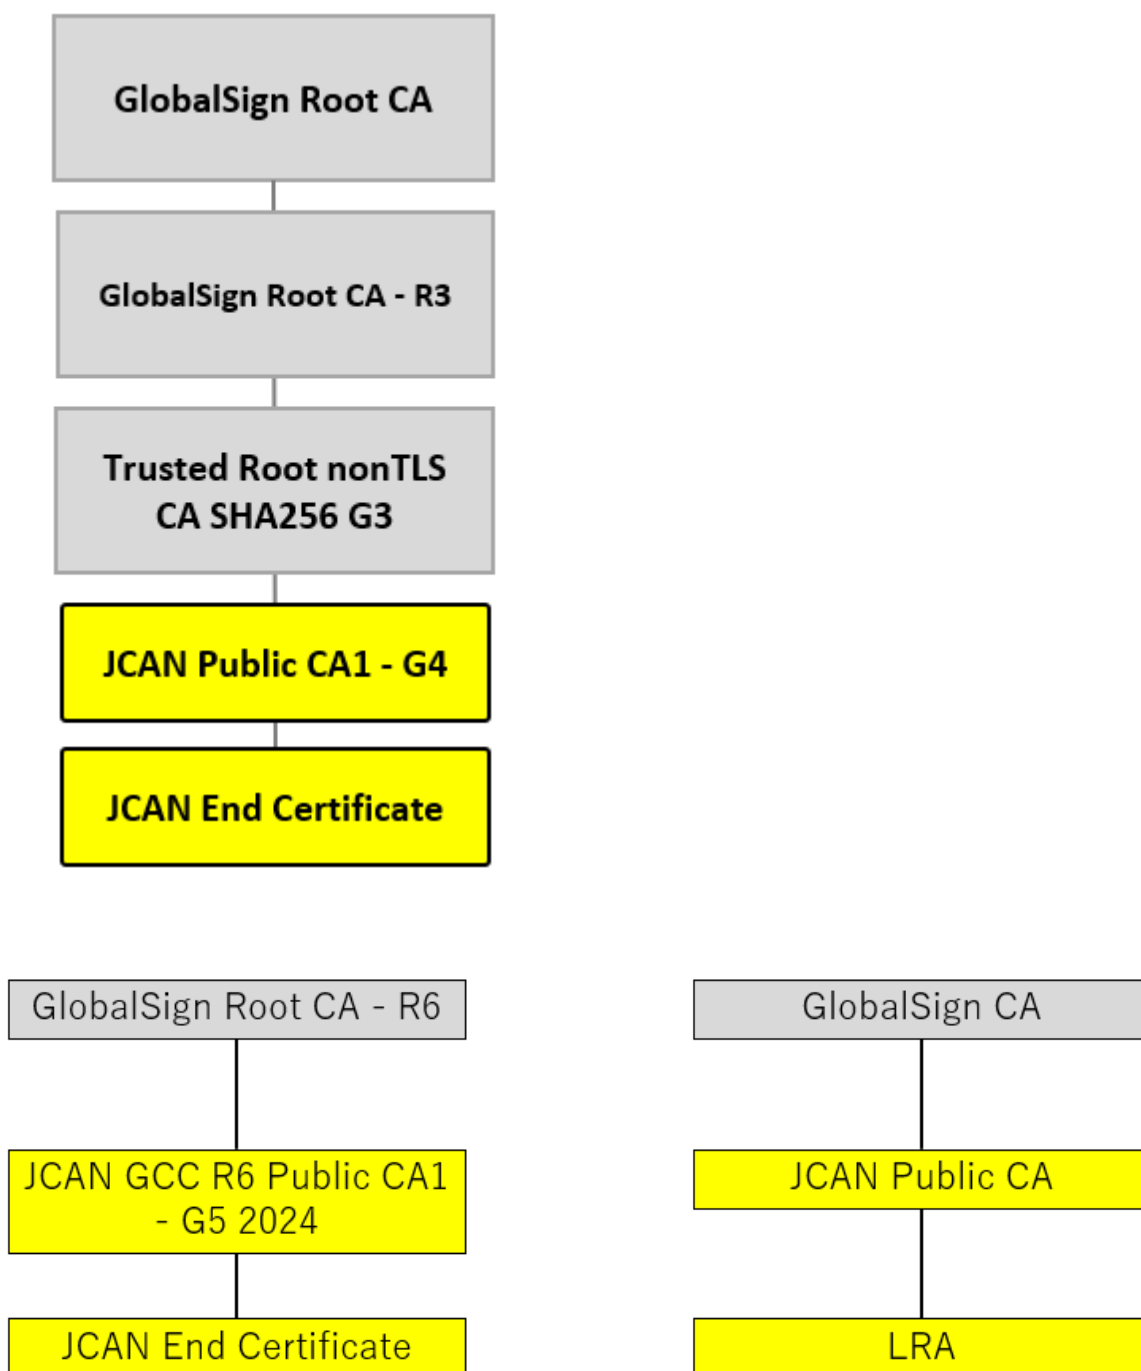 GlobalSign Root CA
GlobalSign Root CA - R3
Trusted Root nonTLS
CA SHA256 G3
JCAN Public CA1 - G4
JCAN End Certificate
GlobalSign Root CA - R6
JCAN GCC R6 Public CA1
- G5 2024
JCAN End Certificate
GlobalSign CA
JCAN Public CA
LRA